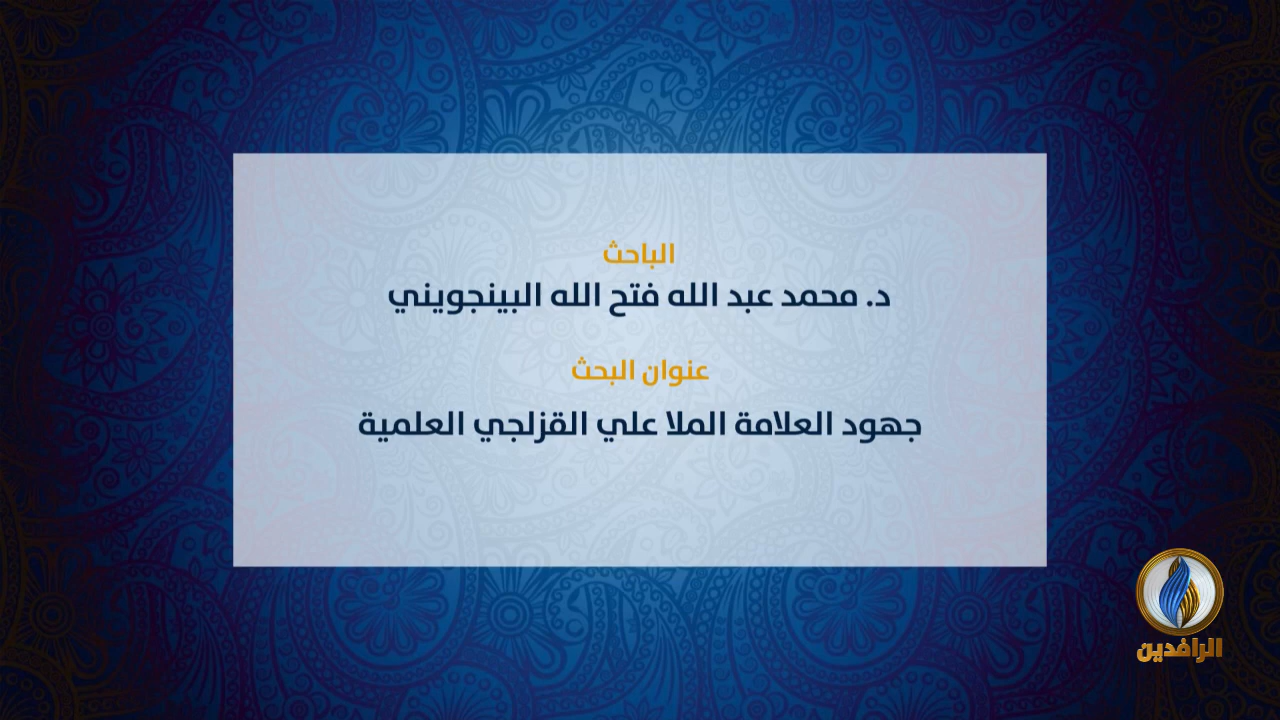 الباحث
د. محمد عبد الله فتح الله البينجويني
عنوان البحث
جهود العلامة الملا علي القزلجي العلمية
الرافدين